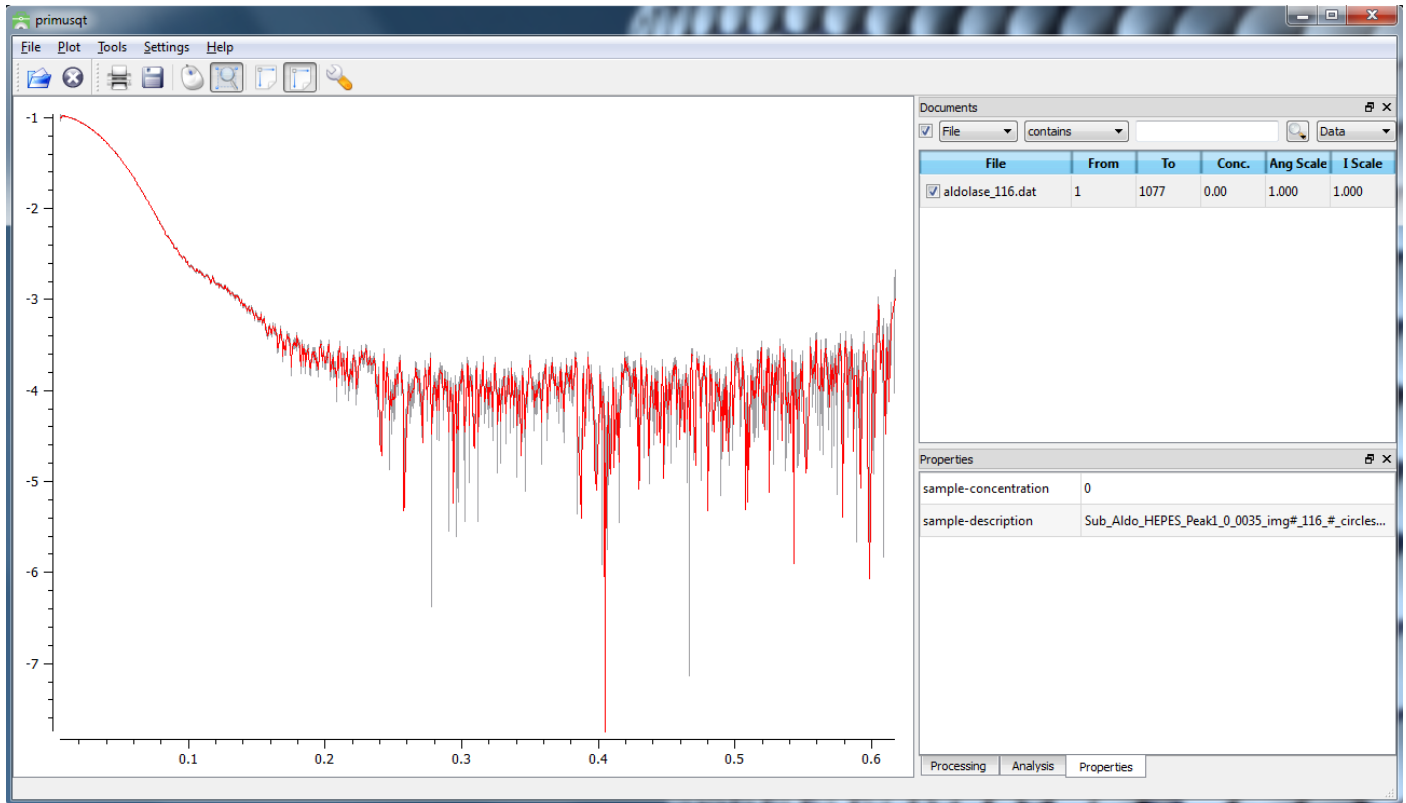 primusqt
File Plot Tools Settings Help
-1
-2
-3
-4
-5
-6
-7
0.1 0.2 0.3 0.4 0.5 0.6
Documents
File contains Data
File From To Conc. Ang Scale I Scale
aldolase_116.dat 1 1077 0.00 1.000 1.000
Properties
sample-concentration 0
sample-description Sub_Aldo_HEPES_Peak1_0_0035_img#_116_#_circles...
Processing Analysis Properties